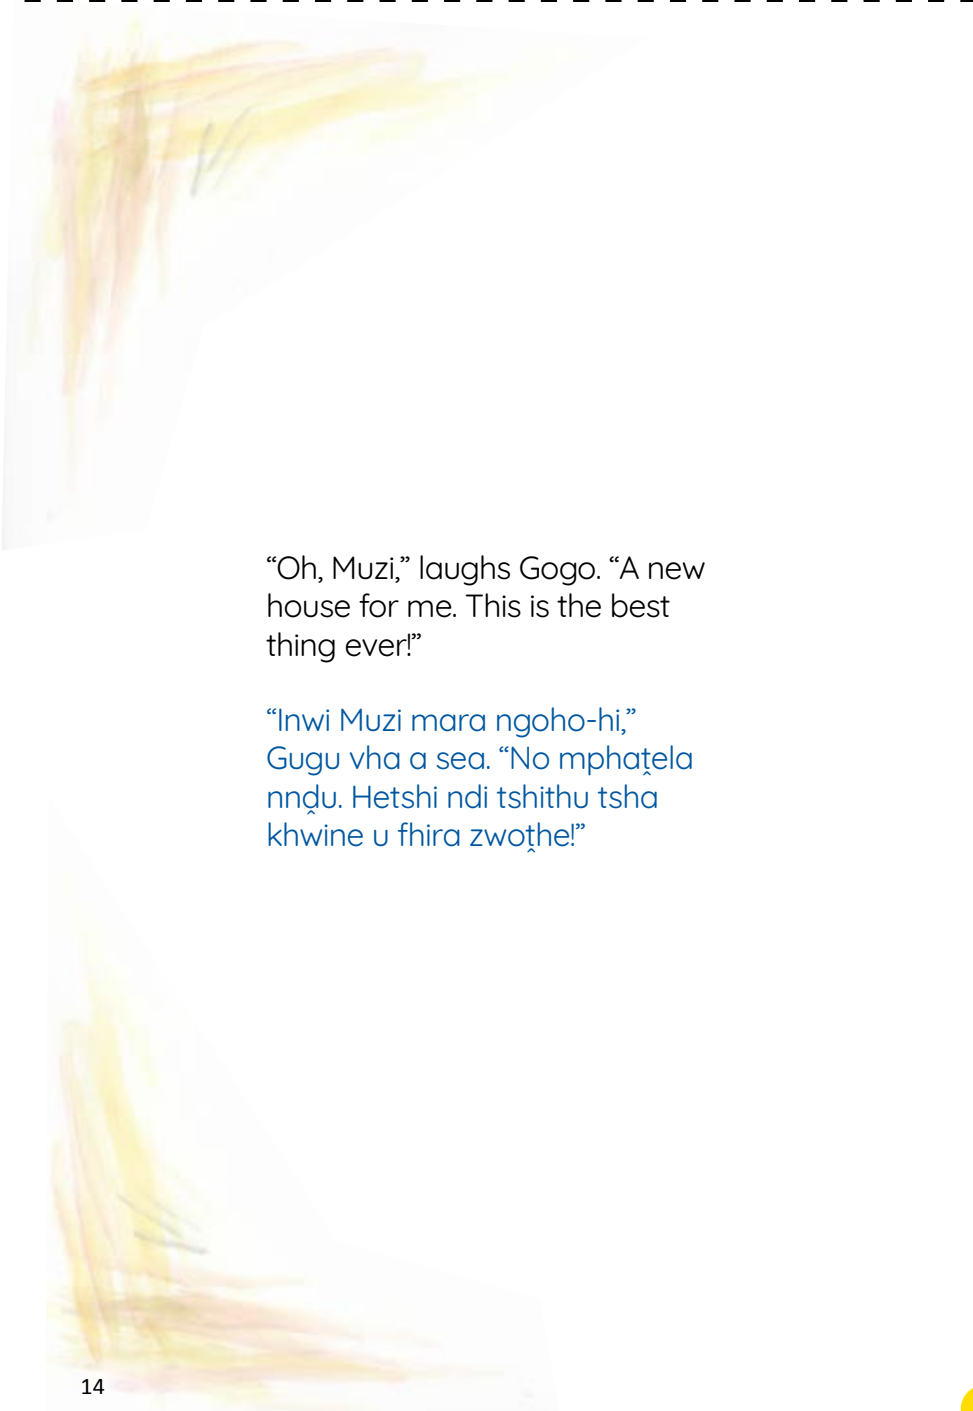 “Oh, Muzi,” laughs Gogo. “A new
house for me. This is the best
thing ever!”
“Inwi Muzi mara ngoho-hi,”
Gugu vha a sea. “No mphaṱela
nnḓu. Hetshi ndi tshithu tsha
khwine u fhira zwoṱhe!”
14